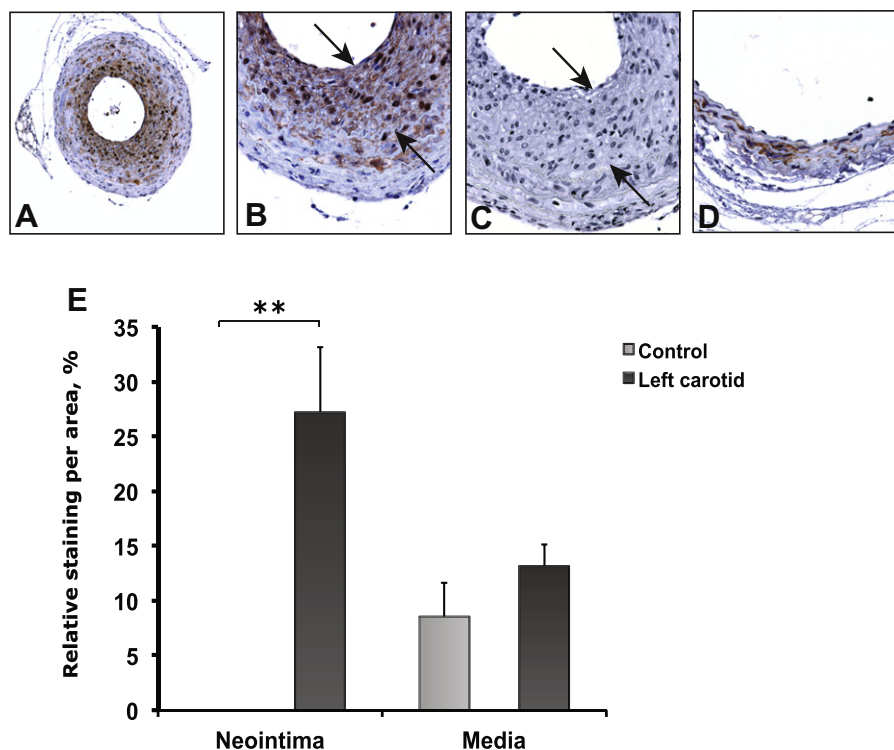 A
B
C
D
E
**
Relative staining per area, %
35
30
25
20
15
10
5
0
Neointima
Media
Control
Left carotid